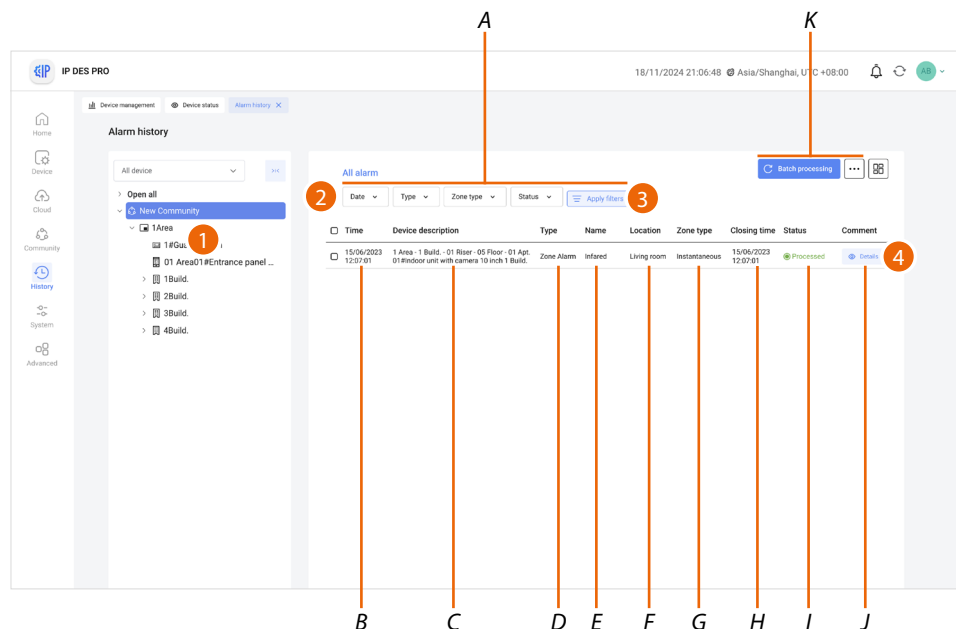 A K
IP IP DES PRO 18/11/2024 21:06:48 Asia/Shanghai, UTC +08:00 AB
Device management Device status Alarm history
Home Alarm history
Device All device All alarm Batch processing
Open all 2 Date Type Zone type Status Apply filters 3
Cloud New Community
1Area Time Device description Type Name Location Zone type Closing time Status Comment
Community 1 01 Area01#Entrance panel ...
15/06/2023 12:07:01 1 Area - 1 Build. - 01 Riser - 05 Floor - 01 Apt. 01#indoor unit with camera 10 inch 1 Build. Zone Alarm Infared Living room Instantaneous 15/06/2023 12:07:01 Processed Details 4
History 1Build.
2Build.
System 3Build.
4Build.
Advanced
B C D E F G H I J